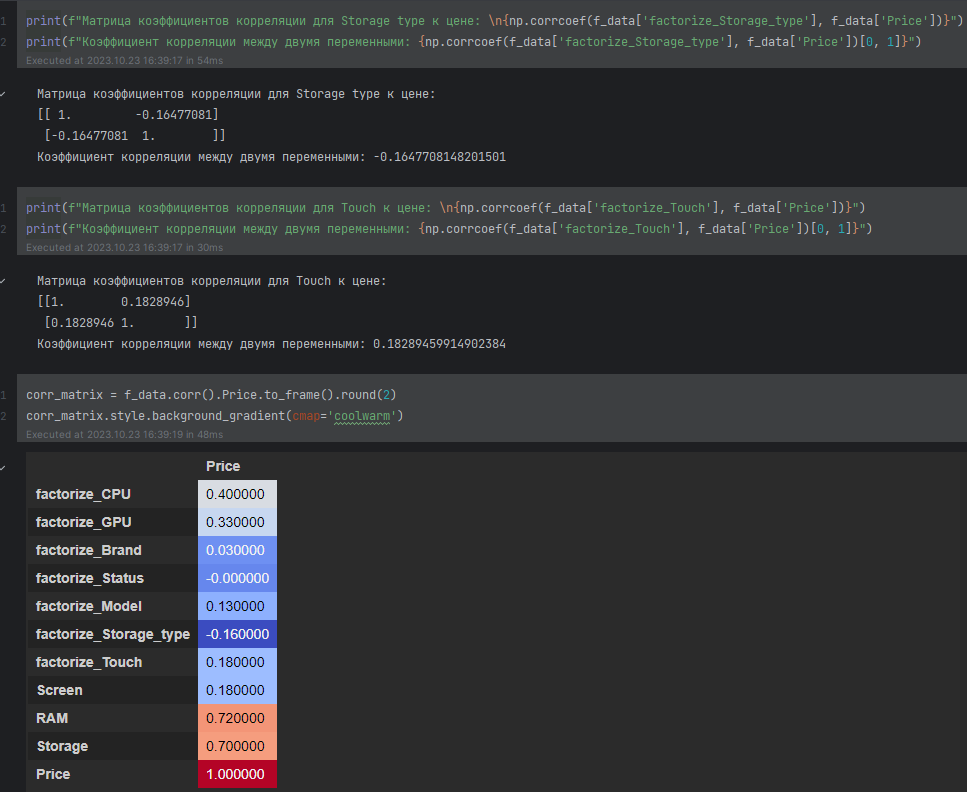 1 print(f"Матрица коэффициентов корреляции для Storage type к цене: \n{np.corrcoef(f_data['factorize_Storage_type'], f_data['Price'])}")
2 print(f"Коэффициент корреляции между двумя переменными: {np.corrcoef(f_data['factorize_Storage_type'], f_data['Price'])[0, 1]}")
Executed at 2023.10.23 16:39:17 in 54ms
Матрица коэффициентов корреляции для Storage type к цене:
[[ 1.         -0.16477081]
 [-0.16477081  1.        ]]
Коэффициент корреляции между двумя переменными: -0.1647708148201501
1 print(f"Матрица коэффициентов корреляции для Touch к цене: \n{np.corrcoef(f_data['factorize_Touch'], f_data['Price'])}")
2 print(f"Коэффициент корреляции между двумя переменными: {np.corrcoef(f_data['factorize_Touch'], f_data['Price'])[0, 1]}")
Executed at 2023.10.23 16:39:17 in 30ms
Матрица коэффициентов корреляции для Touch к цене:
[[1.        0.1828946]
 [0.1828946 1.       ]]
Коэффициент корреляции между двумя переменными: 0.18289459914902384
1 corr_matrix = f_data.corr().Price.to_frame().round(2)
2 corr_matrix.style.background_gradient(cmap='coolwarm')
Executed at 2023.10.23 16:39:19 in 48ms
Price
factorize_CPU 0.400000
factorize_GPU 0.330000
factorize_Brand 0.030000
factorize_Status -0.000000
factorize_Model 0.130000
factorize_Storage_type -0.160000
factorize_Touch 0.180000
Screen 0.180000
RAM 0.720000
Storage 0.700000
Price 1.000000